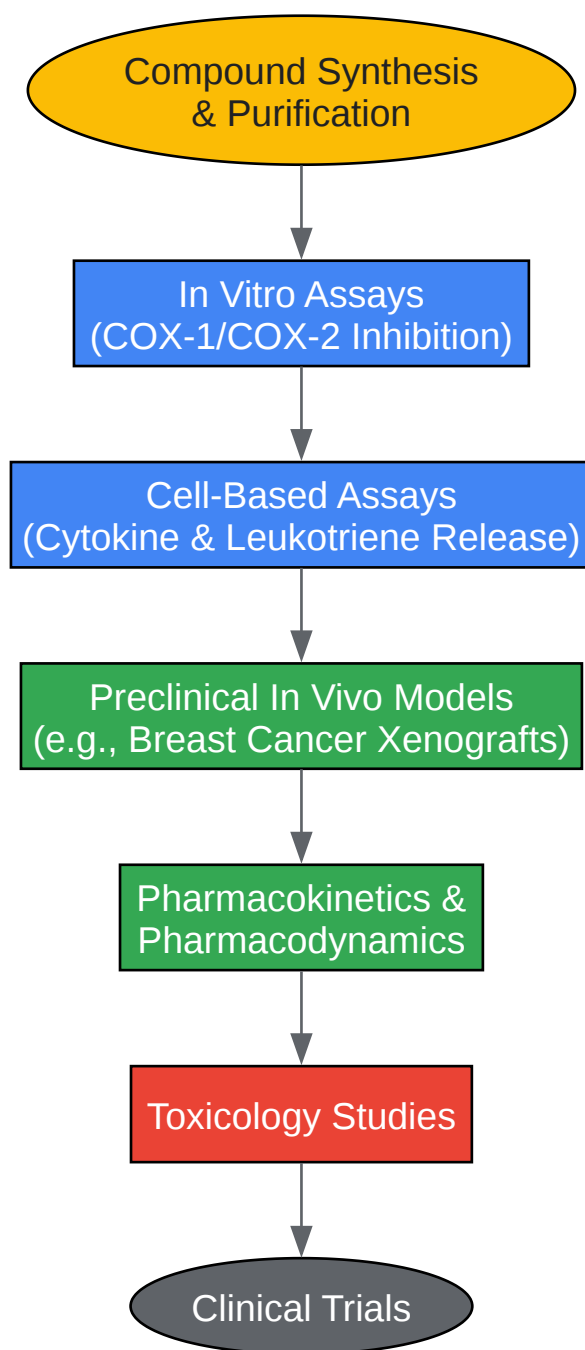 Compound Synthesis
& Purification
In Vitro Assays
(COX-1/COX-2 Inhibition)
Cell-Based Assays
(Cytokine & Leukotriene Release)
Preclinical In Vivo Models
(e.g., Breast Cancer Xenografts)
Pharmacokinetics &
Pharmacodynamics
Toxicology Studies
Clinical Trials